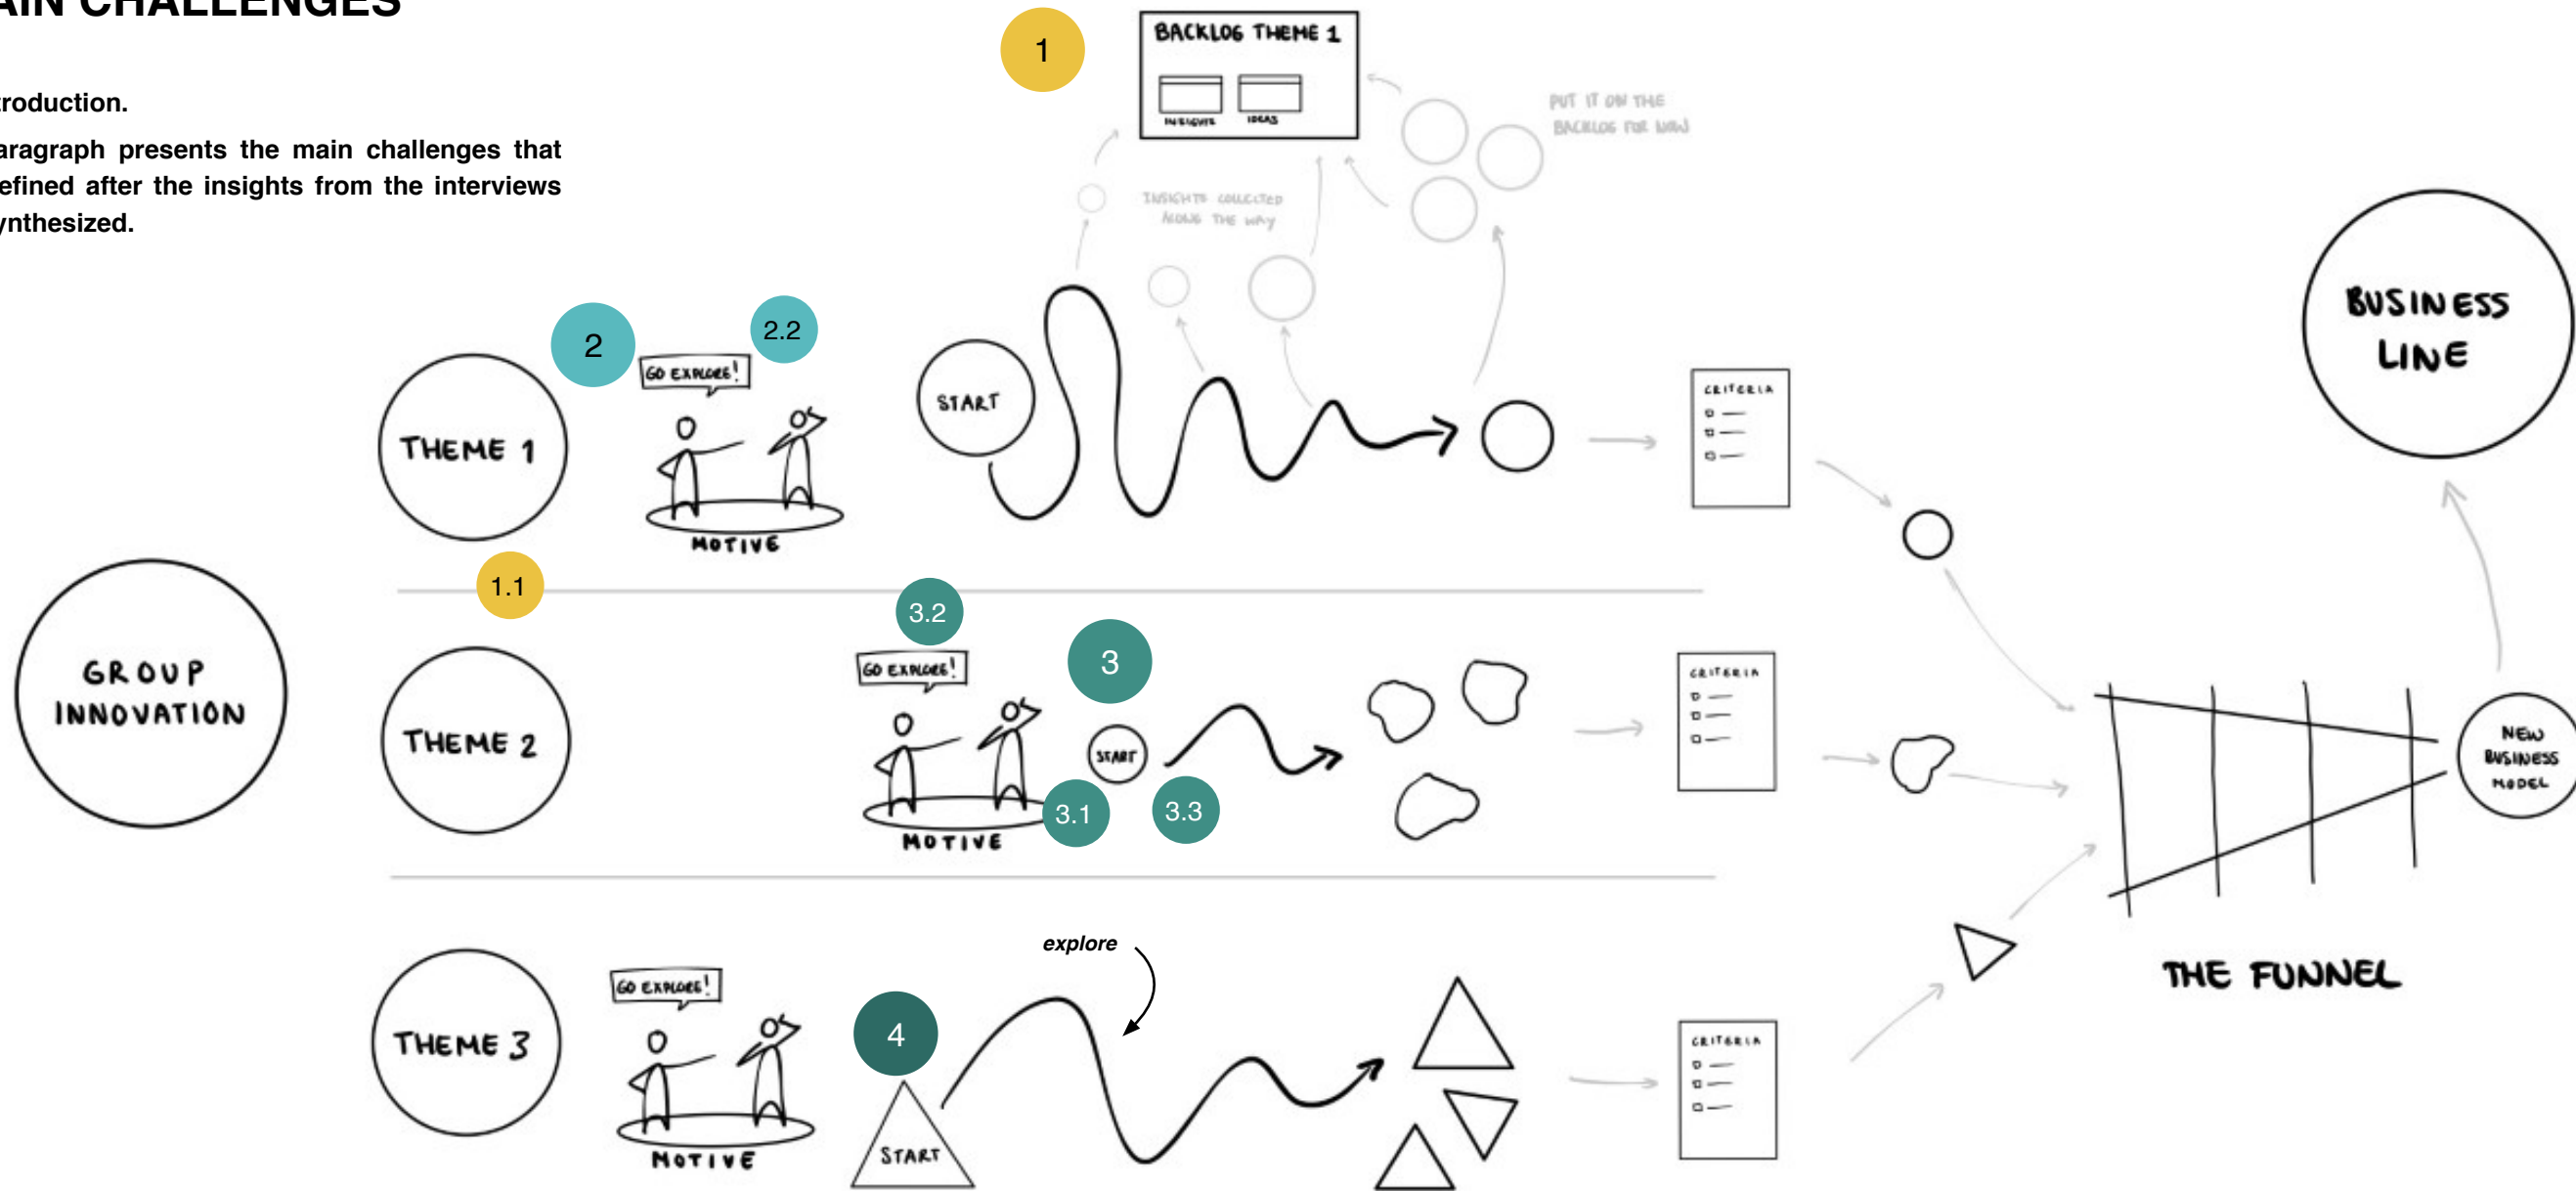 AIN CHALLENGES
troduction.
aragraph presents the main challenges that
efined after the insights from the interviews
ynthesized.
1
BACKLOG THEME 1
INSIGHTS IDEAS
PUT IT ON THE
BACKLOG FOR NOW
INSIGHTS COLLECTED
ALONG THE WAY
BUSINESS
LINE
2
2.2
GO EXPLORE!
THEME 1
MOTIVE
START
CRITERIA
1.1
GROUP
INNOVATION
3.2
3
GO EXPLORE!
THEME 2
MOTIVE
START
3.1
3.3
CRITERIA
NEW
BUSINESS
MODEL
THE FUNNEL
explore
GO EXPLORE!
THEME 3
MOTIVE
4
START
CRITERIA